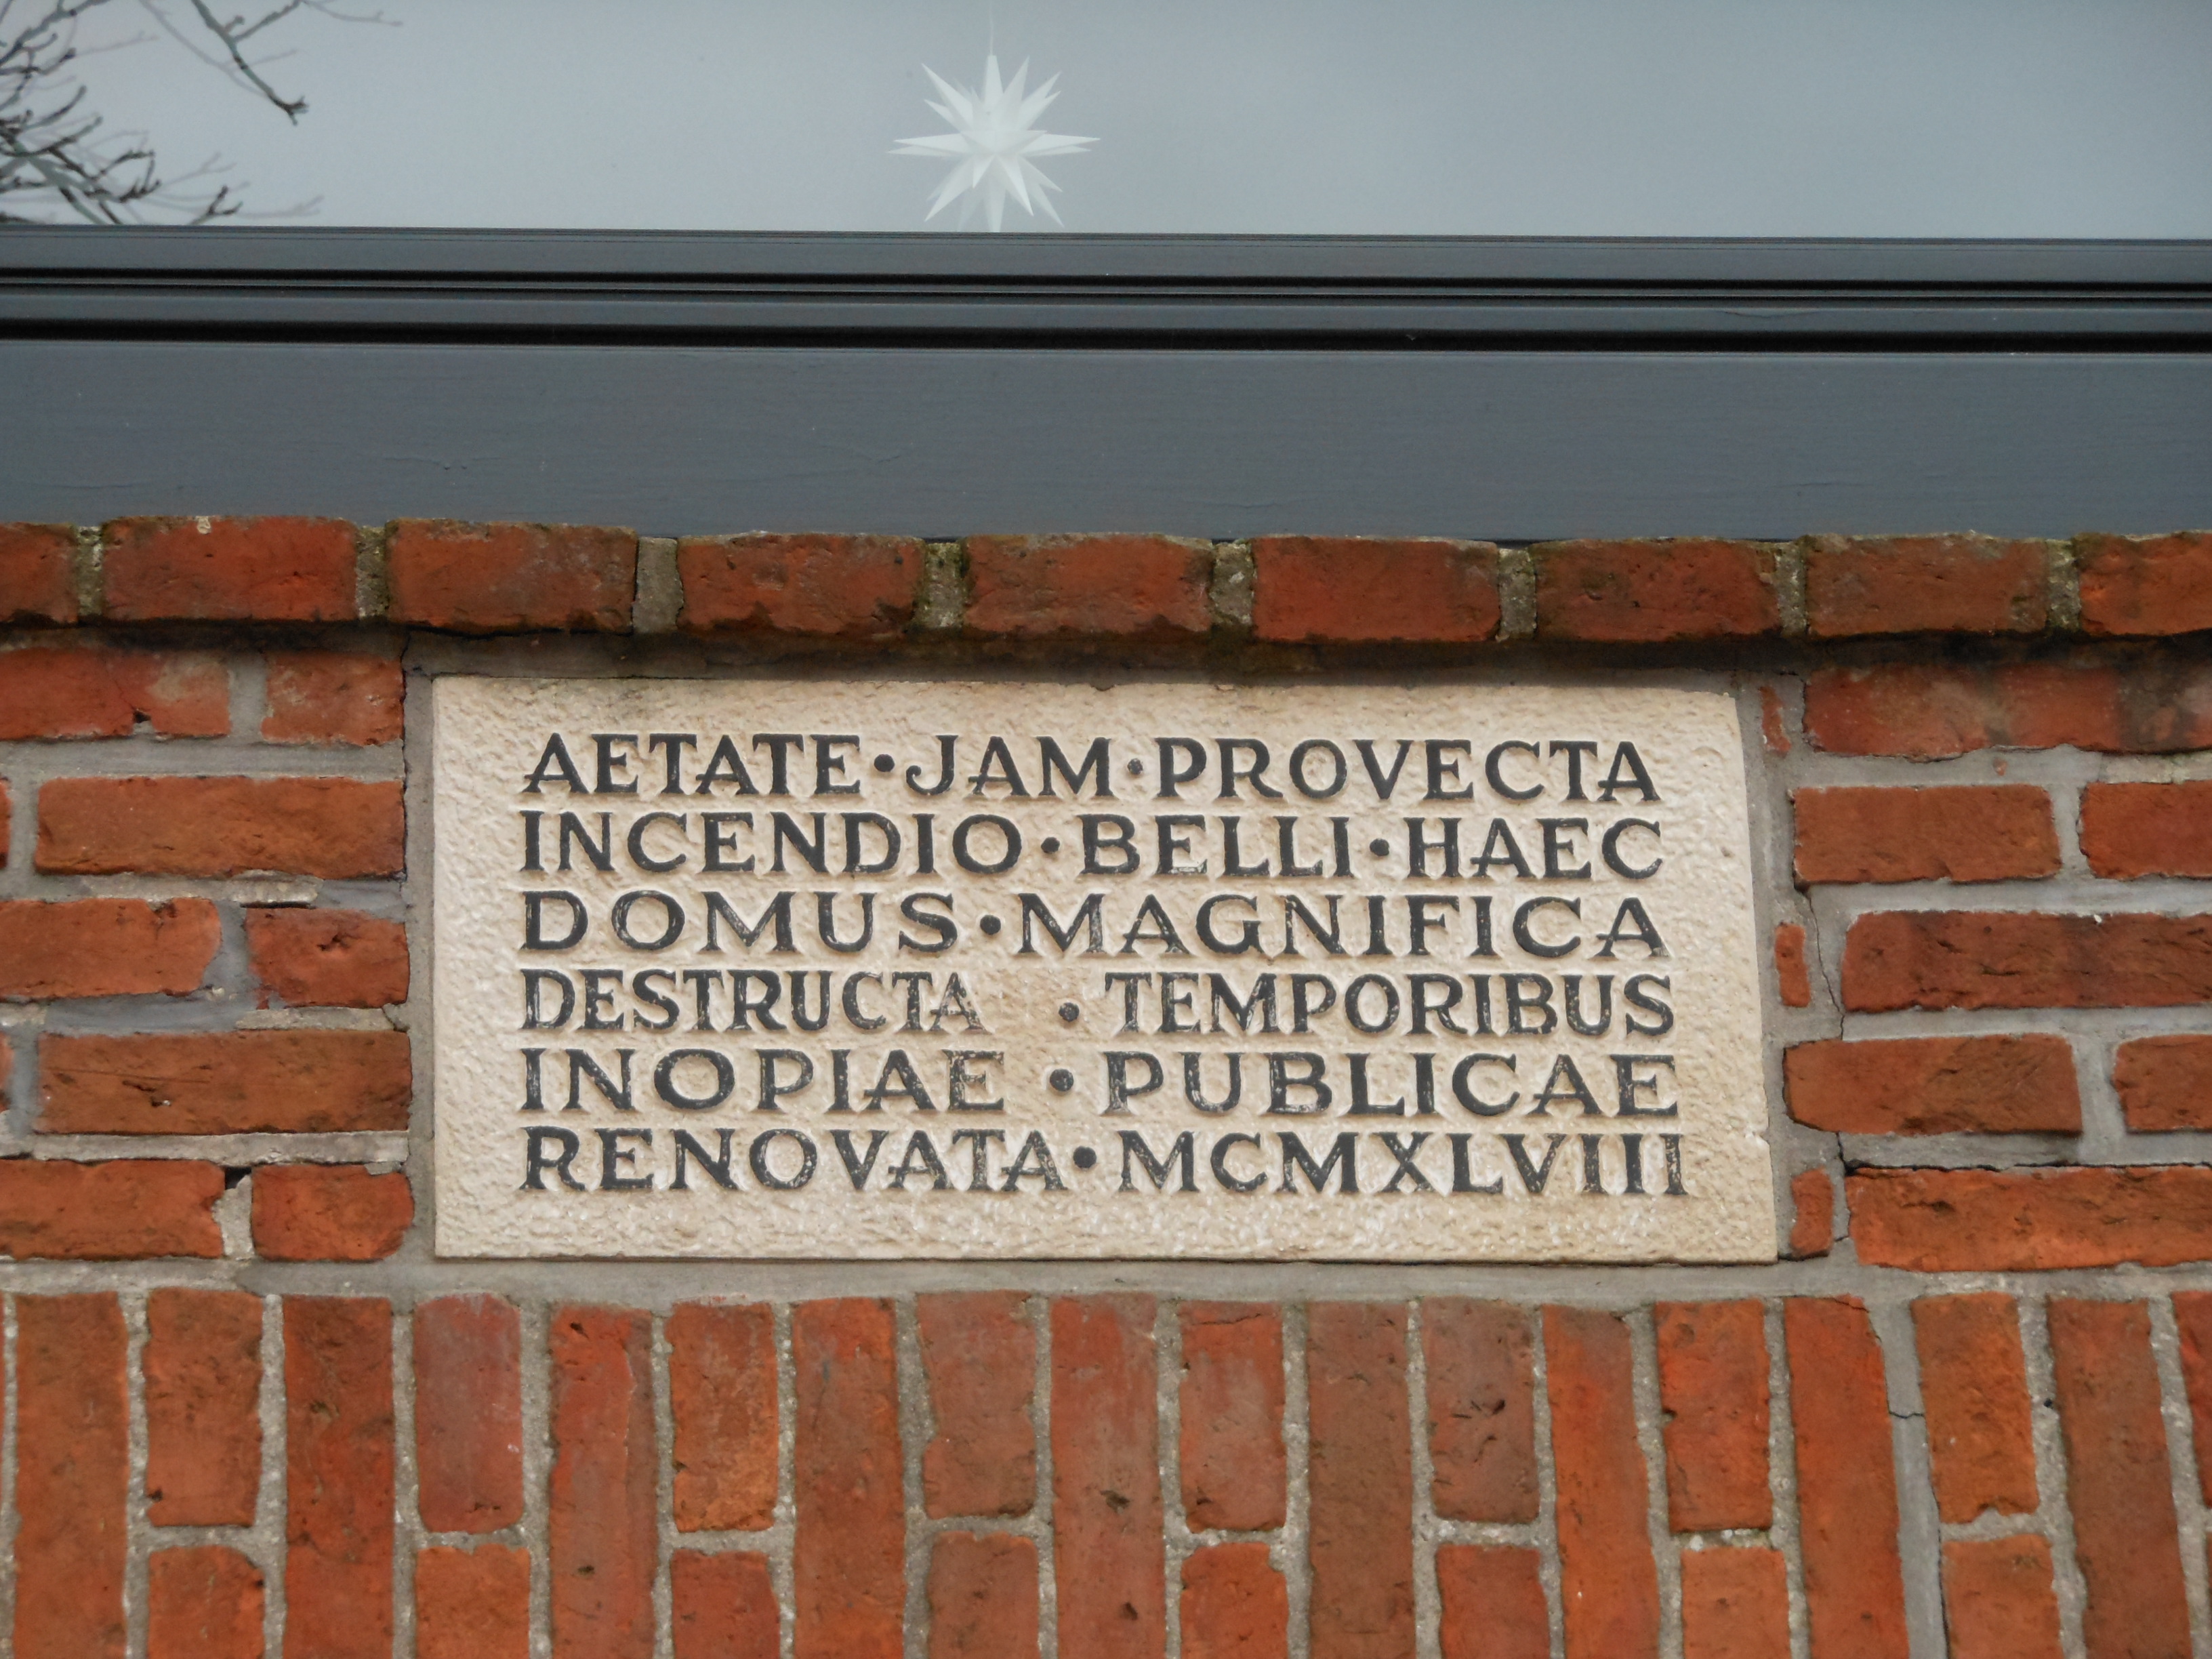 AETATE·JAM·PROVECTA
INCENDIO·BELLI·HAEC
DOMUS·MAGNIFICA
DESTRUCTA · TEMPORIBUS
INOPIAE · PUBLICAE
RENOVATA·MCMXLVIII